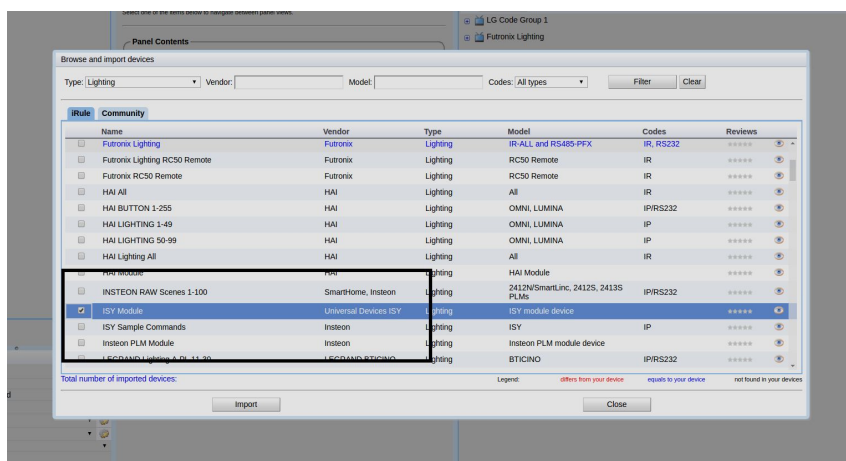 Select one of the items below to navigate between panel views.
LG Code Group 1
Panel Contents
Futronix Lighting
Browse and import devices
Type: Lighting Vendor: Model: Codes: All types Filter Clear
iRule Community
Name Vendor Type Model Codes Reviews
Futronix Lighting Futronix Lighting IR-ALL and RS485-PFX IR, RS232
Futronix Lighting RC50 Remote Futronix Lighting RC50 Remote IR
Futronix RC50 Remote Futronix Lighting RC50 Remote IR
HAI All HAI Lighting All IR
HAI BUTTON 1-255 HAI Lighting OMNI, LUMINA IP/RS232
HAI LIGHTING 1-49 HAI Lighting OMNI, LUMINA IP
HAI LIGHTING 50-99 HAI Lighting OMNI, LUMINA IP
HAI Lighting All HAI Lighting All IR
HAI Module HAI Lighting HAI Module
INSTEON RAW Scenes 1-100 SmartHome, Insteon Lighting 2412N/SmartLinc, 2412S, 2413S PLMs IP/RS232
ISY Module Universal Devices ISY Lighting ISY module device
ISY Sample Commands Insteon Lighting ISY IP
Insteon PLM Module Insteon Lighting Insteon PLM module device
LEGRAND Lighting A-PL 11-30 LEGRAND BTICINO Lighting BTICINO IP/RS232
Total number of imported devices: Legend: differs from your device equals to your device not found in your devices
Import Close